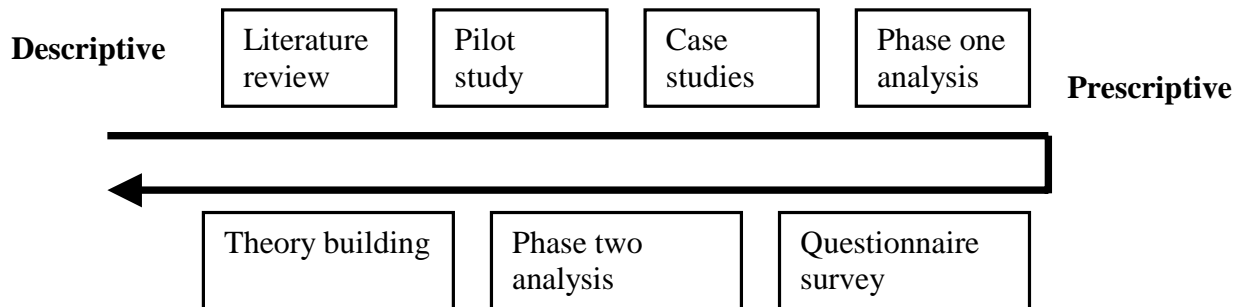 Descriptive
Literature
review
Pilot
study
Case
studies
Phase one
analysis
Prescriptive
Theory building
Phase two
analysis
Questionnaire
survey